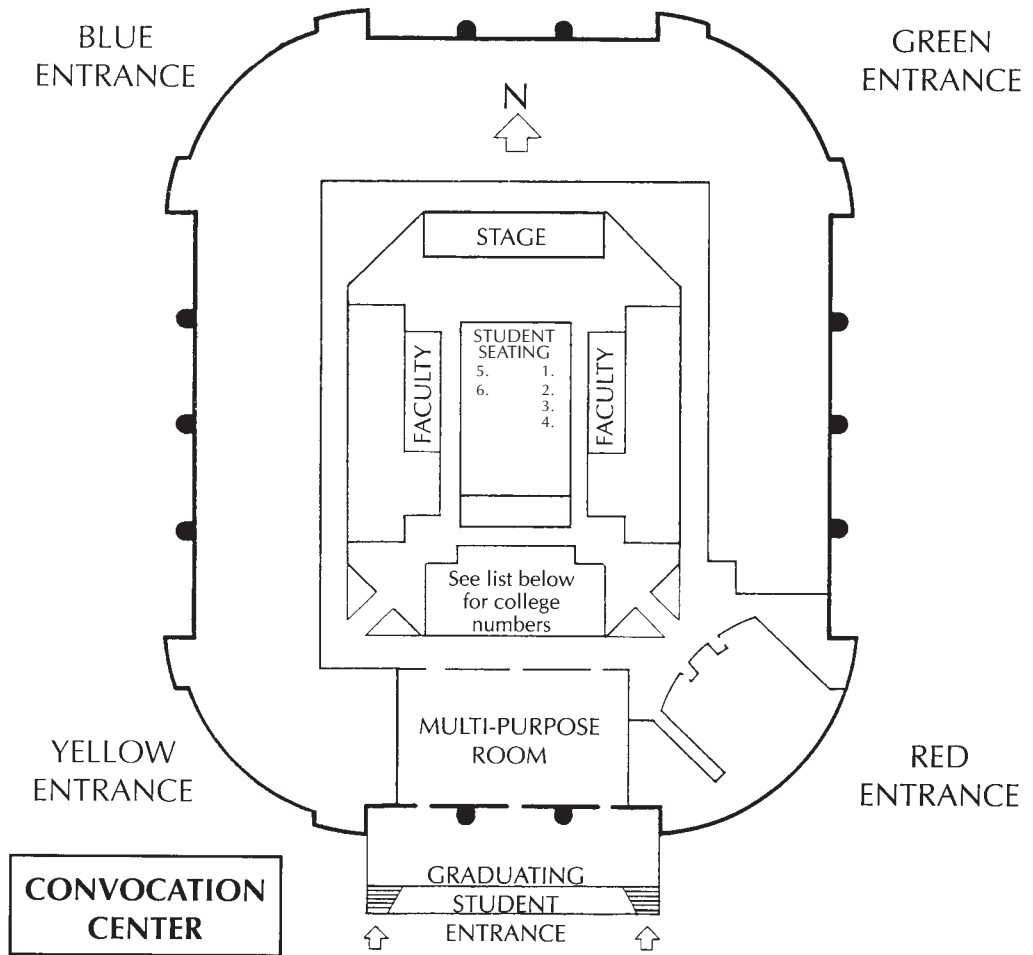 BLUE
ENTRANCE
GREEN
ENTRANCE
N
STAGE
STUDENT
SEATING
5. 1.
6. 2.
3.
4.
FACULTY
FACULTY
See list below
for college
numbers
MULTI-PURPOSE
ROOM
YELLOW
ENTRANCE
RED
ENTRANCE
CONVOCATION
CENTER
GRADUATING
STUDENT
ENTRANCE